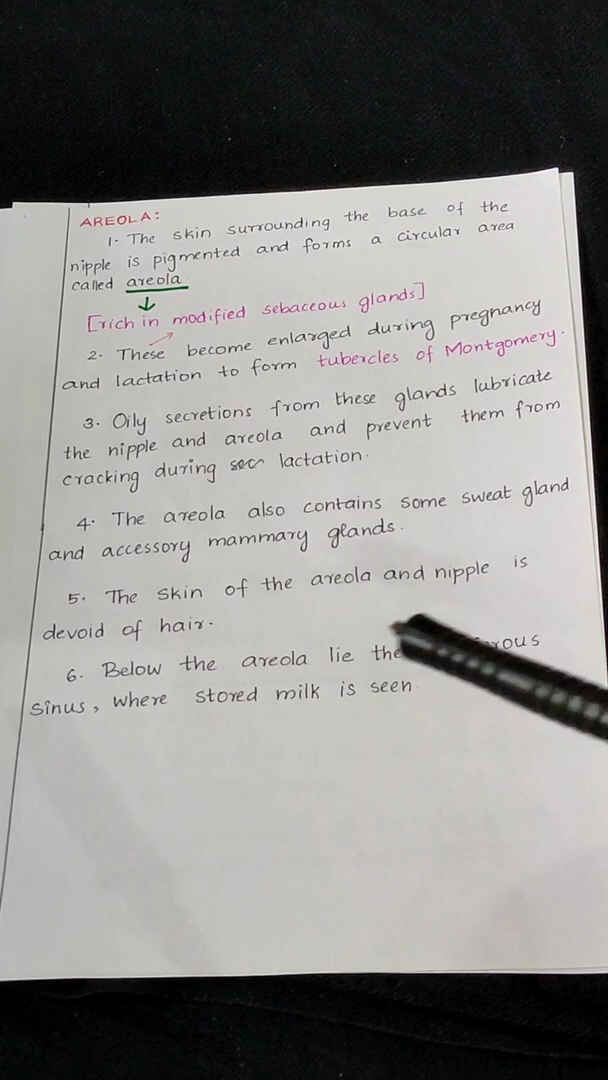 AREOLA:
1. The skin surrounding the base of the
nipple is pigmented and forms a circular area
called areola
[rich in modified sebaceous glands]
2. These become enlarged during pregnancy
and lactation to form tubercles of Montgomery.
3. Oily secretions from these glands lubricate
the nipple and areola and prevent them from
cracking during lactation.
4. The areola also contains some sweat gland
and accessory mammary glands.
5. The skin of the areola and nipple is
devoid of hair.
6. Below the areola lie the
sinus, where stored milk is seen